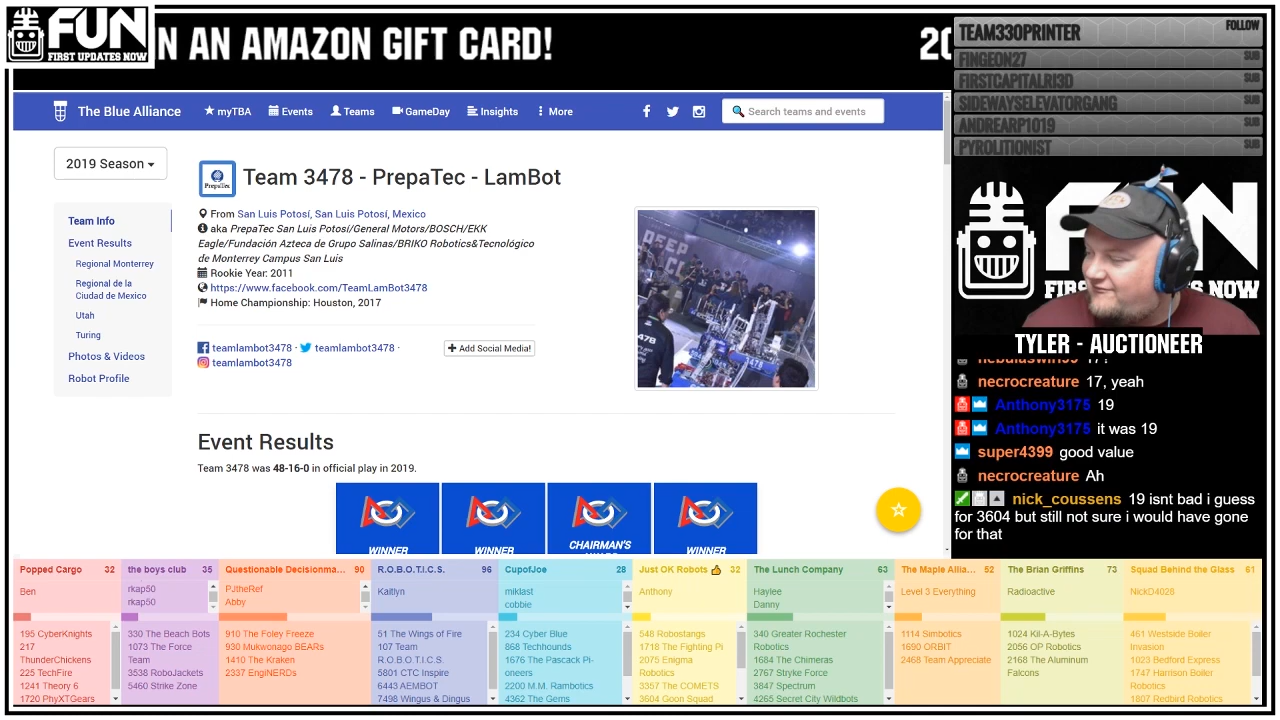 FUN
FIRST UPDATES NOW
N AN AMAZON GIFT CARD!
20
TEAM330PRINTER FOLLOW
FINGEON27 SUB
FIRSTCAPITALRI3D SUB
SIDEWAYSELEVATORGANG SUB
ANDREARP1019 SUB
PYROLITIONIST SUB
The Blue Alliance
myTBA
Events
Teams
GameDay
Insights
More
Search teams and events
2019 Season
Team Info
Event Results
Regional Monterrey
Regional de la
Ciudad de Mexico
Utah
Turing
Photos & Videos
Robot Profile
PrepaTec
Team 3478 - PrepaTec - LamBot
From San Luis Potosí, San Luis Potosí, Mexico
aka PrepaTec San Luis Potosí/General Motors/BOSCH/EKK
Eagle/Fundación Azteca de Grupo Salinas/BRIKO Robotics&Tecnológico
de Monterrey Campus San Luis
Rookie Year: 2011
https://www.facebook.com/TeamLamBot3478
Home Championship: Houston, 2017
teamlambot3478 · teamlambot3478 ·
teamlambot3478
Add Social Media!
Event Results
Team 3478 was 48-16-0 in official play in 2019.
WINNER
WINNER
CHAIRMAN'S
WINNER
FUN
FIRST UPDATES NOW
TYLER - AUCTIONEER
nebulaswin99 17?
necrocreature 17, yeah
Anthony3175 19
Anthony3175 it was 19
super4399 good value
necrocreature Ah
nick_coussens 19 isnt bad i guess
for 3604 but still not sure i would have gone
for that
Popped Cargo 32
Ben
195 CyberKnights
217
ThunderChickens
225 TechFire
1241 Theory 6
1720 PhyXTGears
the boys club 35
rkap50
rkap50
330 The Beach Bots
1073 The Force
Team
3538 RoboJackets
5460 Strike Zone
Questionable Decisionma... 90
PJtheRef
Abby
910 The Foley Freeze
930 Mukwonago BEARs
1410 The Kraken
2337 EngiNERDs
R.O.B.O.T.I.C.S. 96
Kaitlyn
51 The Wings of Fire
107 Team
R.O.B.O.T.I.C.S.
5801 CTC Inspire
6443 AEMBOT
7498 Wingus & Dingus
CupofJoe 28
miklast
cobbie
234 Cyber Blue
868 Techhounds
1676 The Pascack Pi-
oneers
2200 M.M. Rambotics
4362 The Gems
Just OK Robots 32
Anthony
548 Robostangs
1718 The Fighting Pi
2075 Enigma
Robotics
3357 The COMETS
3604 Goon Squad
The Lunch Company 63
Haylee
Danny
340 Greater Rochester
Robotics
1684 The Chimeras
2767 Stryke Force
3847 Spectrum
4265 Secret City Wildbots
The Maple Allia... 52
Level 3 Everything
1114 Simbotics
1690 ORBIT
2468 Team Appreciate
The Brian Griffins 73
Radioactive
1024 Kil-A-Bytes
2056 OP Robotics
2168 The Aluminum
Falcons
Squad Behind the Glass 61
NickD4028
461 Westside Boiler
Invasion
1023 Bedford Express
1747 Harrison Boiler
Robotics
1807 Redbird Robotics